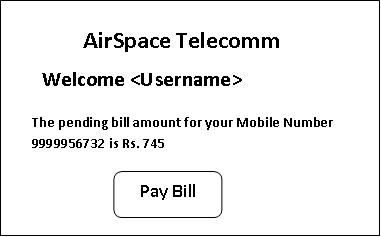 AirSpace Telecomm
Welcome <Username>
The pending bill amount for your Mobile Number
9999956732 is Rs. 745
Pay Bill